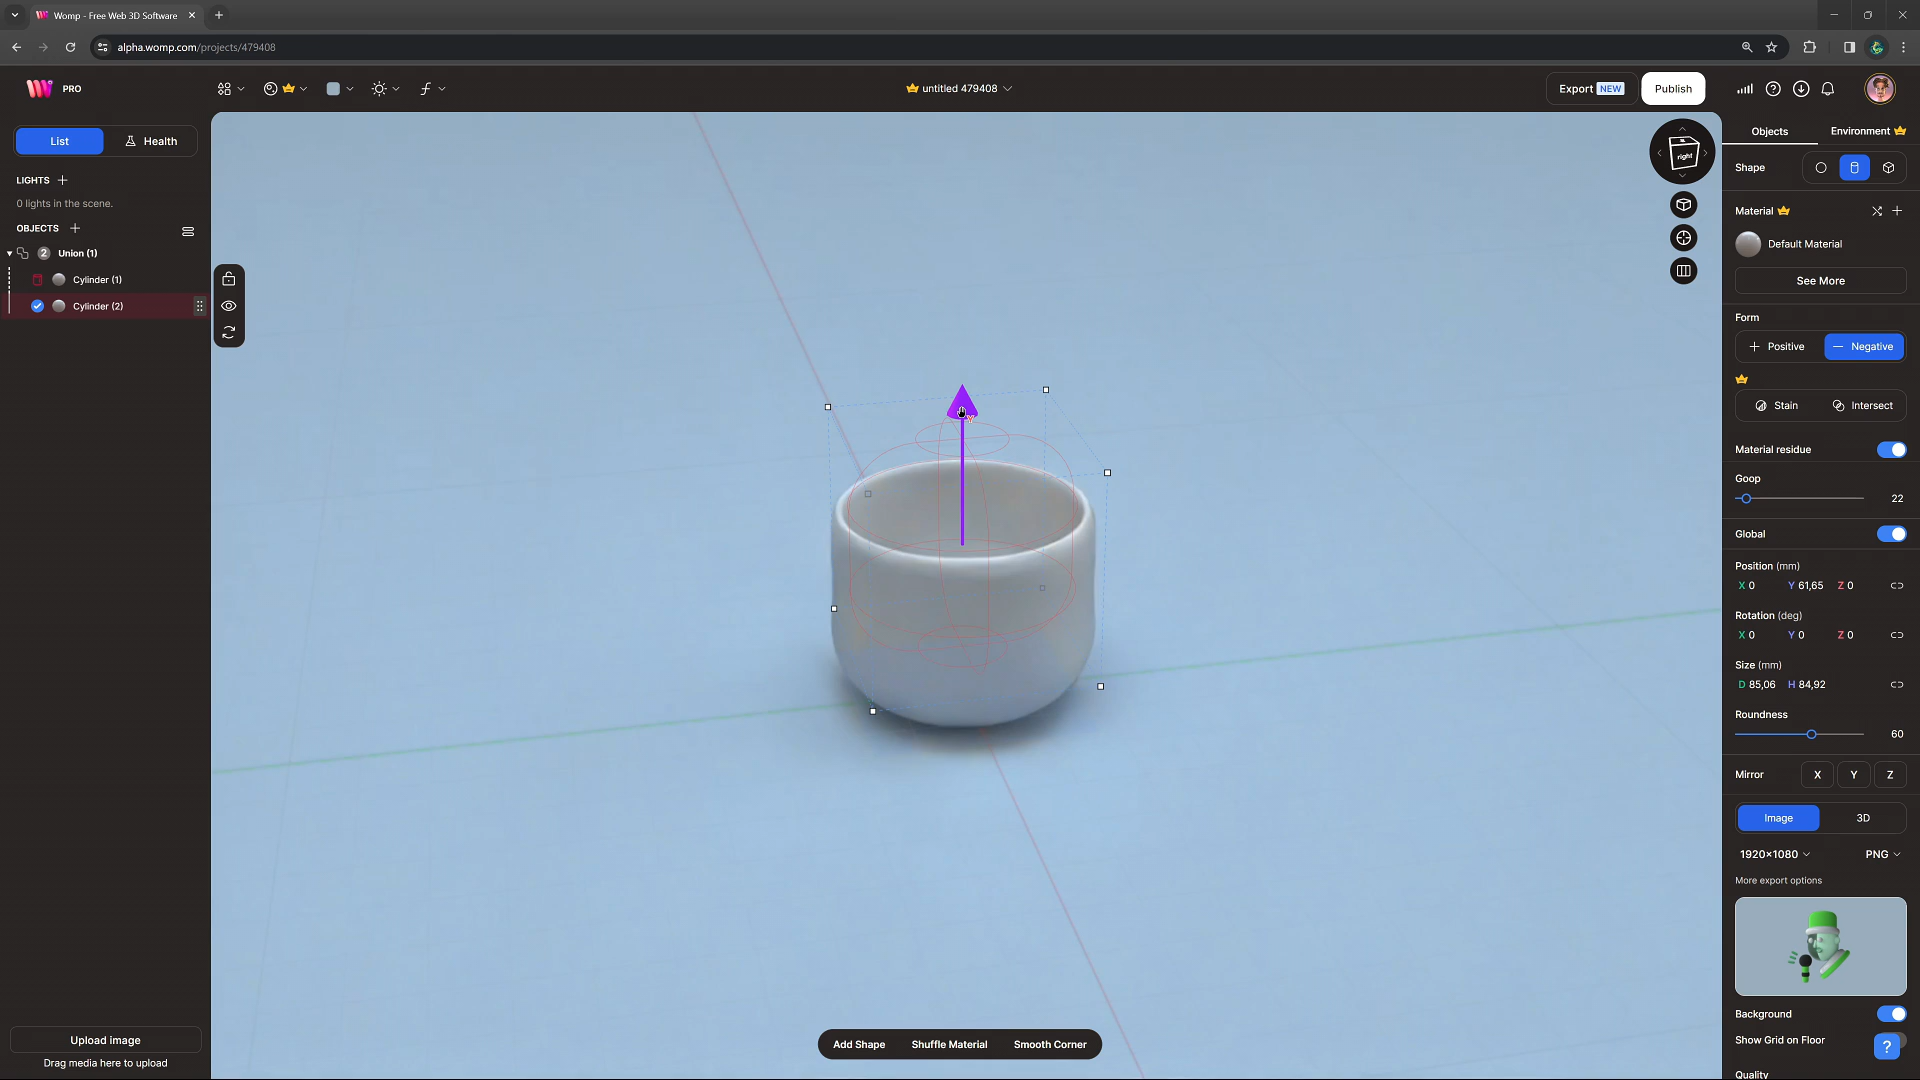 Womp - Free Web 3D Software
alpha.womp.com/projects/479408
PRO
untitled 479408
Export NEW
Publish
List
Health
LIGHTS
0 lights in the scene.
OBJECTS
2 Union (1)
Cylinder (1)
Cylinder (2)
right
Y
Objects
Environment
Shape
Material
Default Material
See More
Form
Positive
Negative
Stain
Intersect
Material residue
Goop
22
Global
Position (mm)
X 0 Y 61,65 Z 0
Rotation (deg)
X 0 Y 0 Z 0
Size (mm)
D 85,06 H 84,92
Roundness
60
Mirror X Y Z
Image
3D
1920×1080
PNG
More export options
Background
Show Grid on Floor
?
Quality
Add Shape
Shuffle Material
Smooth Corner
Upload image
Drag media here to upload